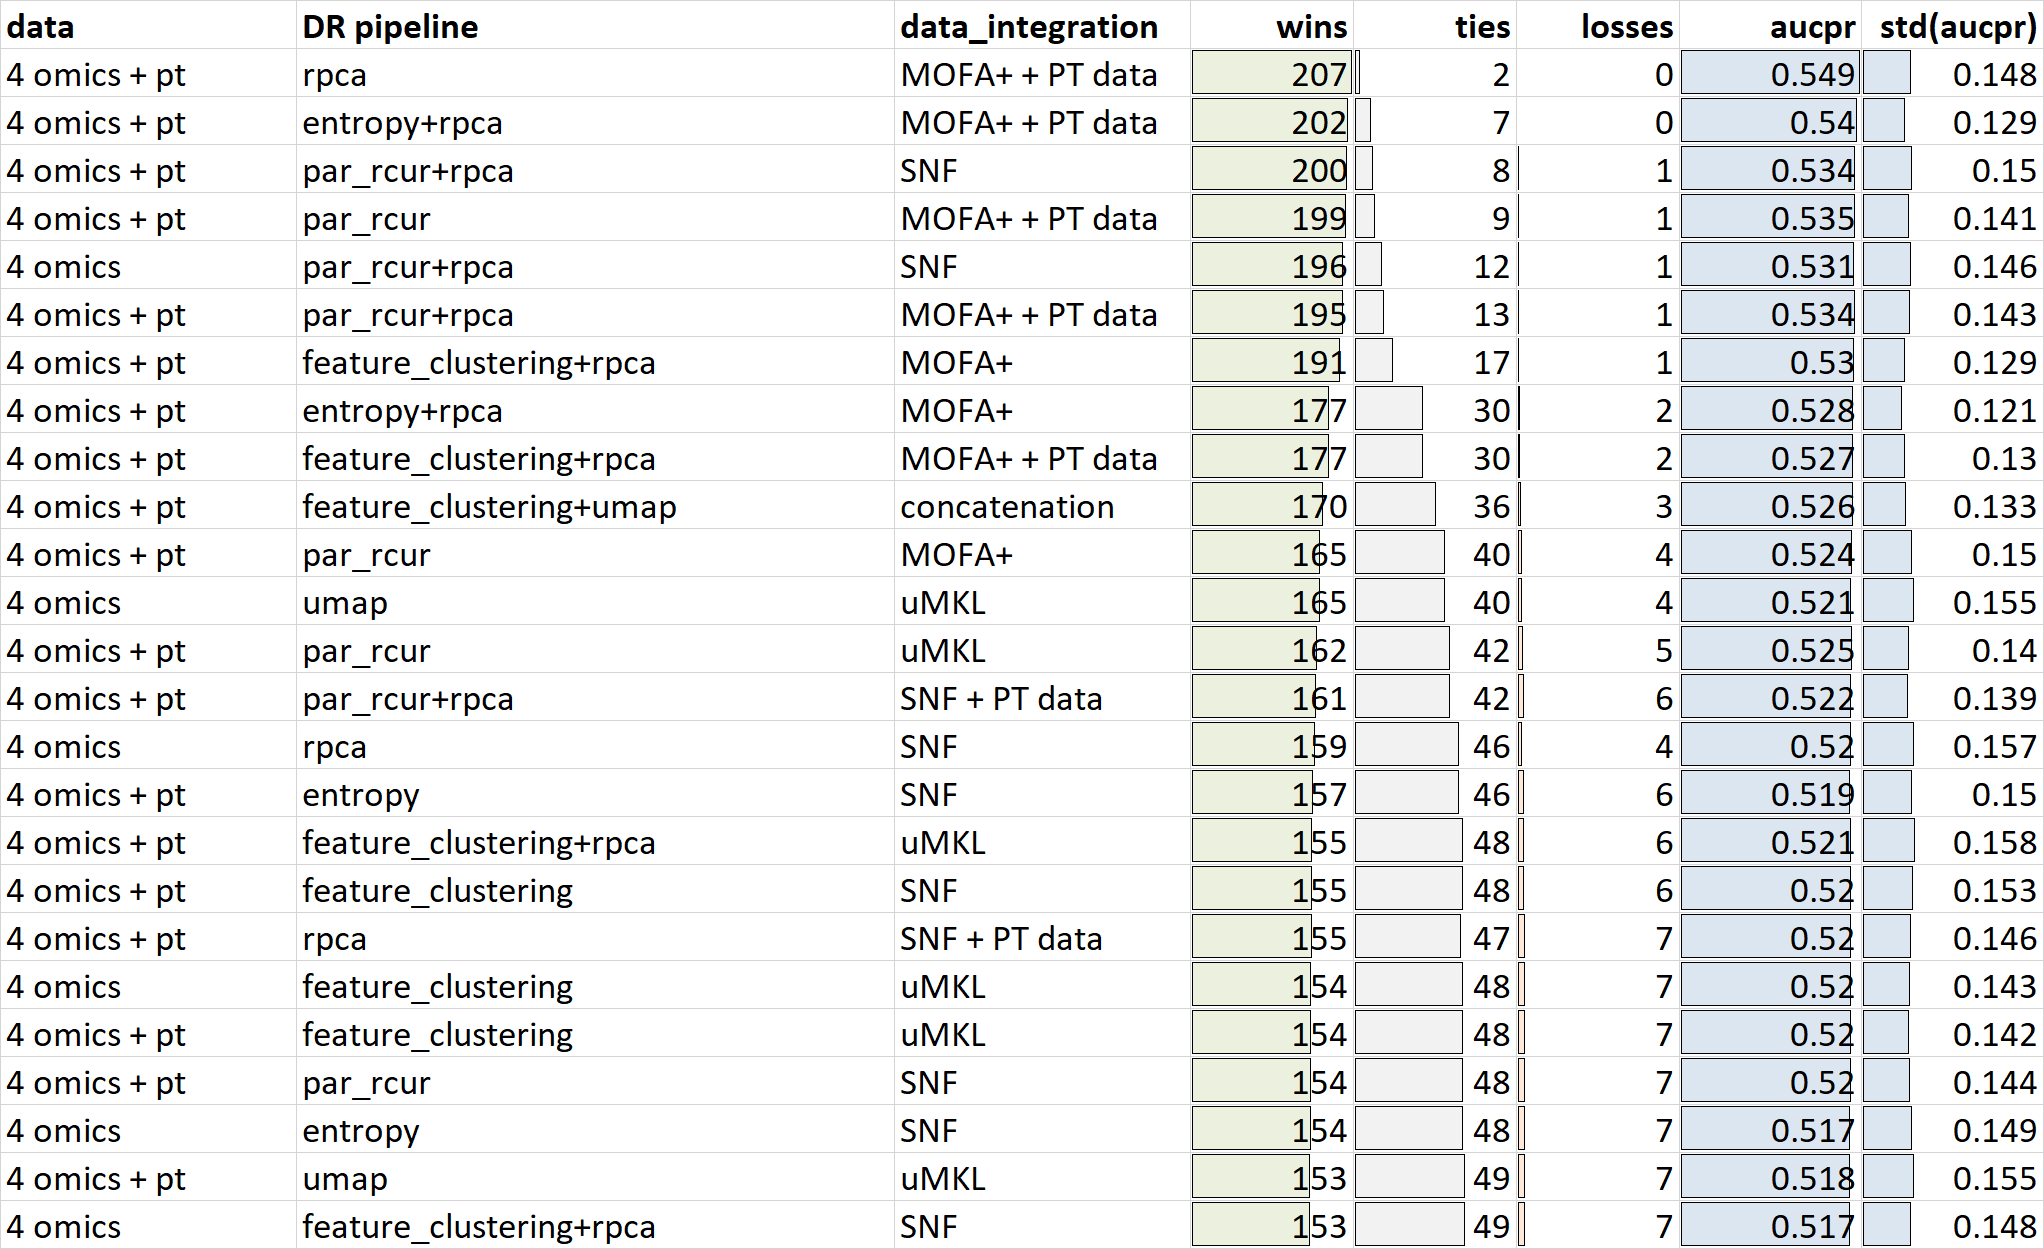 data DR pipeline data_integration wins ties losses aucpr std(aucpr)
4 omics + pt rpca MOFA+ + PT data 207 2 0 0.549 0.148
4 omics + pt entropy+rpca MOFA+ + PT data 202 7 0 0.54 0.129
4 omics + pt par_rcur+rpca SNF 200 8 1 0.534 0.15
4 omics + pt par_rcur MOFA+ + PT data 199 9 1 0.535 0.141
4 omics par_rcur+rpca SNF 196 12 1 0.531 0.146
4 omics + pt par_rcur+rpca MOFA+ + PT data 195 13 1 0.534 0.143
4 omics + pt feature_clustering+rpca MOFA+ 191 17 1 0.53 0.129
4 omics + pt entropy+rpca MOFA+ 177 30 2 0.528 0.121
4 omics + pt feature_clustering+rpca MOFA+ + PT data 177 30 2 0.527 0.13
4 omics + pt feature_clustering+umap concatenation 170 36 3 0.526 0.133
4 omics + pt par_rcur MOFA+ 165 40 4 0.524 0.15
4 omics umap uMKL 165 40 4 0.521 0.155
4 omics + pt par_rcur uMKL 162 42 5 0.525 0.14
4 omics + pt par_rcur+rpca SNF + PT data 161 42 6 0.522 0.139
4 omics rpca SNF 159 46 4 0.52 0.157
4 omics + pt entropy SNF 157 46 6 0.519 0.15
4 omics + pt feature_clustering+rpca uMKL 155 48 6 0.521 0.158
4 omics + pt feature_clustering SNF 155 48 6 0.52 0.153
4 omics + pt rpca SNF + PT data 155 47 7 0.52 0.146
4 omics feature_clustering uMKL 154 48 7 0.52 0.143
4 omics + pt feature_clustering uMKL 154 48 7 0.52 0.142
4 omics + pt par_rcur SNF 154 48 7 0.52 0.144
4 omics entropy SNF 154 48 7 0.517 0.149
4 omics + pt umap uMKL 153 49 7 0.518 0.155
4 omics feature_clustering+rpca SNF 153 49 7 0.517 0.148